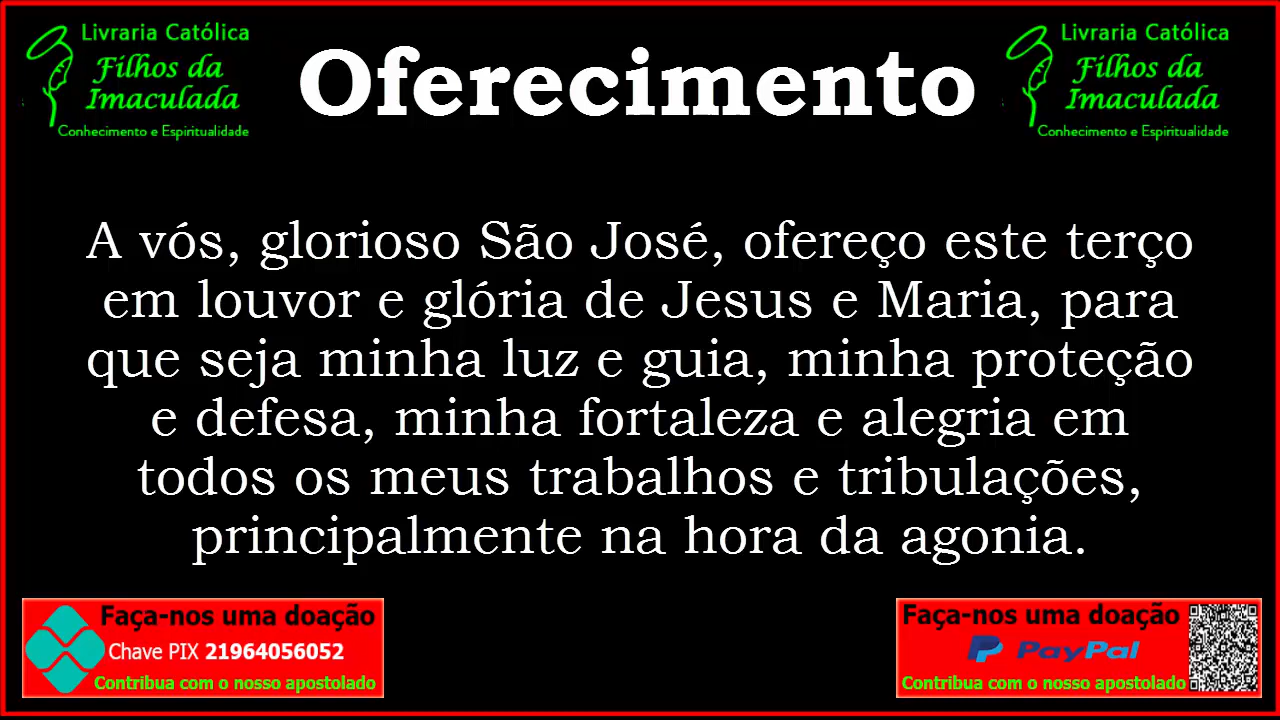 Livraria Católica
Filhos da
Imaculada
Conhecimento e Espiritualidade
Oferecimento
Livraria Católica
Filhos da
Imaculada
Conhecimento e Espiritualidade
A vós, glorioso São José, ofereço este terço
em louvor e glória de Jesus e Maria, para
que seja minha luz e guia, minha proteção
e defesa, minha fortaleza e alegria em
todos os meus trabalhos e tribulações,
principalmente na hora da agonia.
Faça-nos uma doação
Chave PIX 21964056052
Contribua com o nosso apostolado
Faça-nos uma doação
PayPal
Contribua com o nosso apostolado